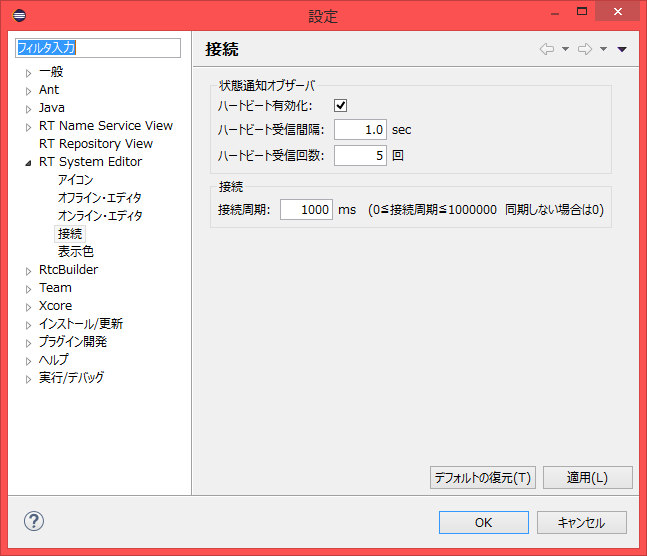 設定
フィルタ入力
一般
Ant
Java
RT Name Service View
RT Repository View
RT System Editor
アイコン
オフライン・エディタ
オンライン・エディタ
接続
表示色
RtcBuilder
Team
Xcore
インストール/更新
プラグイン開発
ヘルプ
実行/デバッグ
接続
状態通知オブザーバ
ハートビート有効化:
ハートビート受信間隔: 1.0 sec
ハートビート受信回数: 5 回
接続
接続周期: 1000 ms (0≦接続周期≦1000000 同期しない場合は0)
デフォルトの復元(T) 適用(L)
? OK キャンセル